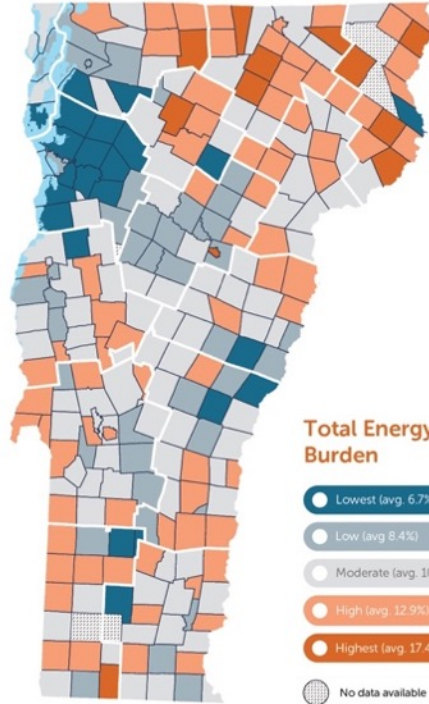 Total Energy
Burden
Lowest (avg. 6.7%
Low (avg 8.4%)
Moderate (avg. 10
High (avg. 12.9%)
Highest (avg. 17.4
No data available